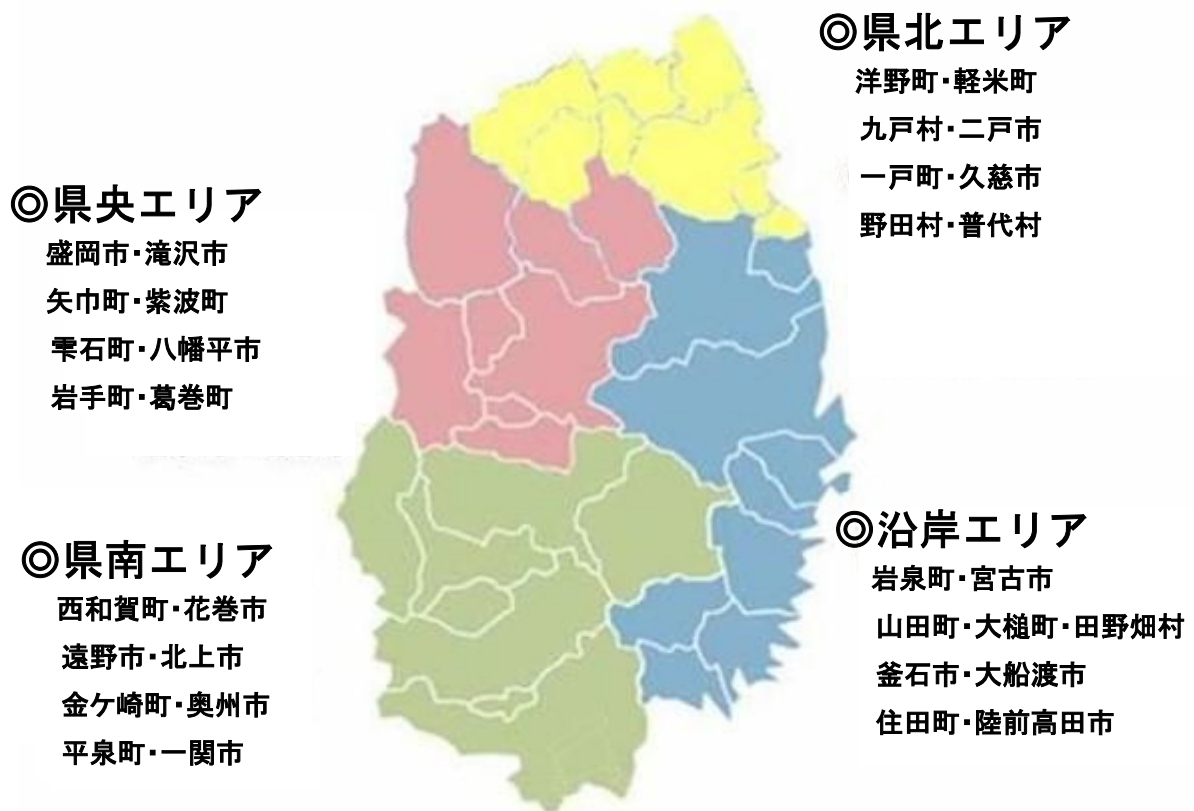 ◎県北エリア
洋野町・軽米町
九戸村・二戸市
一戸町・久慈市
野田村・普代村
◎県央エリア
盛岡市・滝沢市
矢巾町・紫波町
雫石町・八幡平市
岩手町・葛巻町
◎県南エリア
西和賀町・花巻市
遠野市・北上市
金ケ崎町・奥州市
平泉町・一関市
◎沿岸エリア
岩泉町・宮古市
山田町・大槌町・田野畑村
釜石市・大船渡市
住田町・陸前高田市